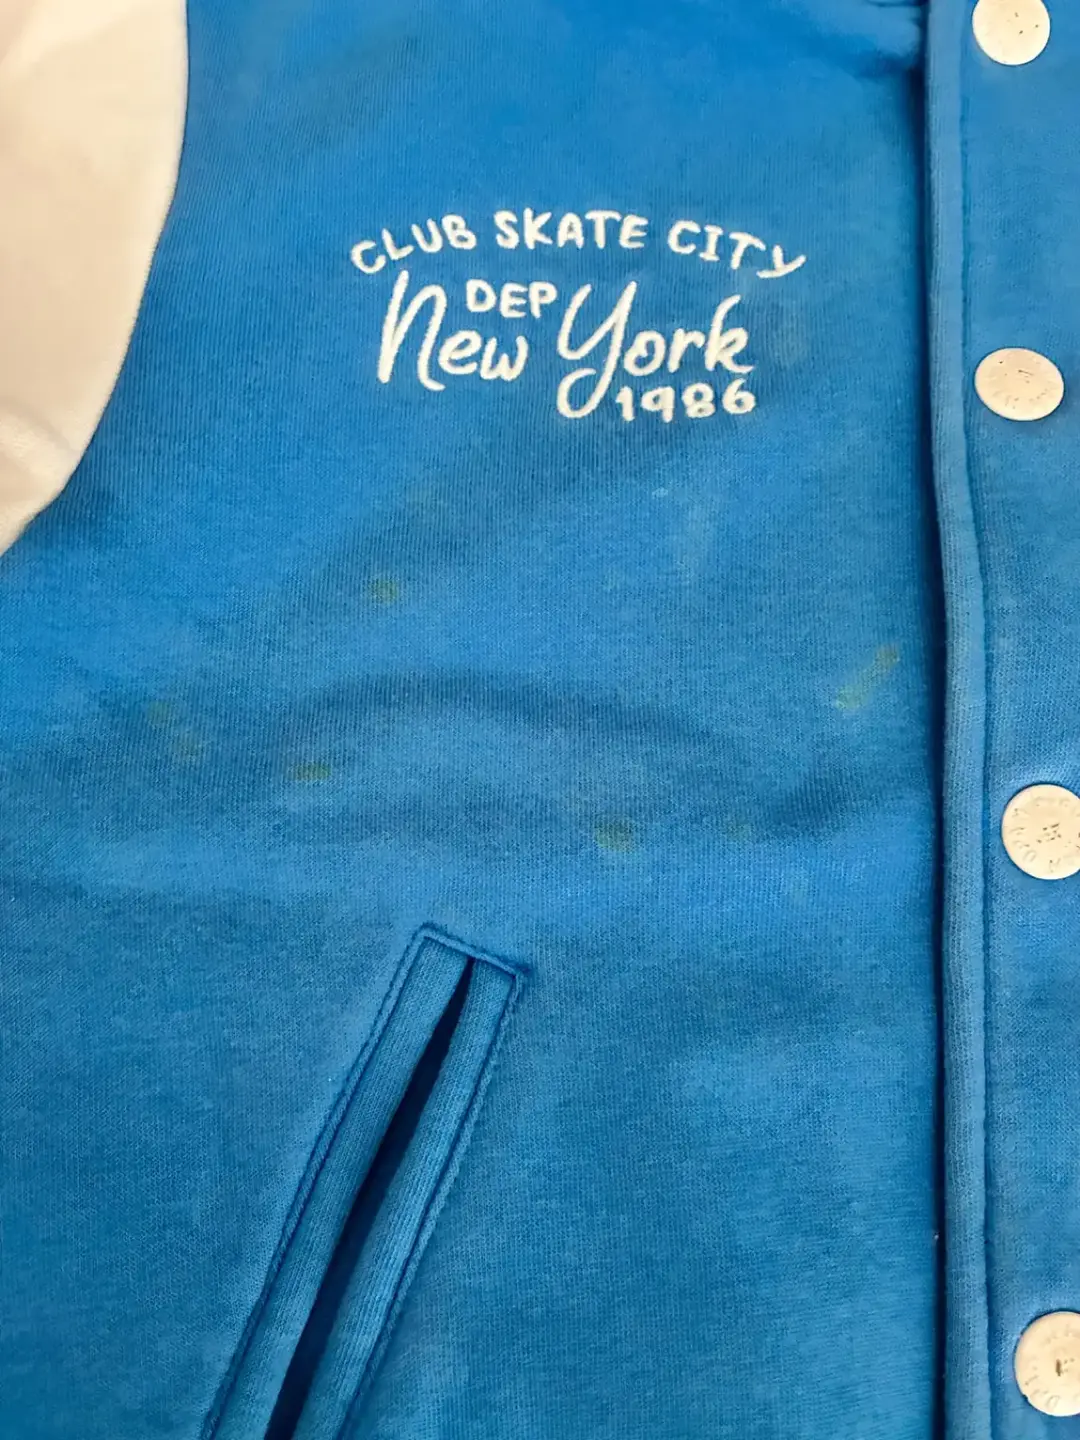 CLUB SKATE CITY
DEP
New York
1986